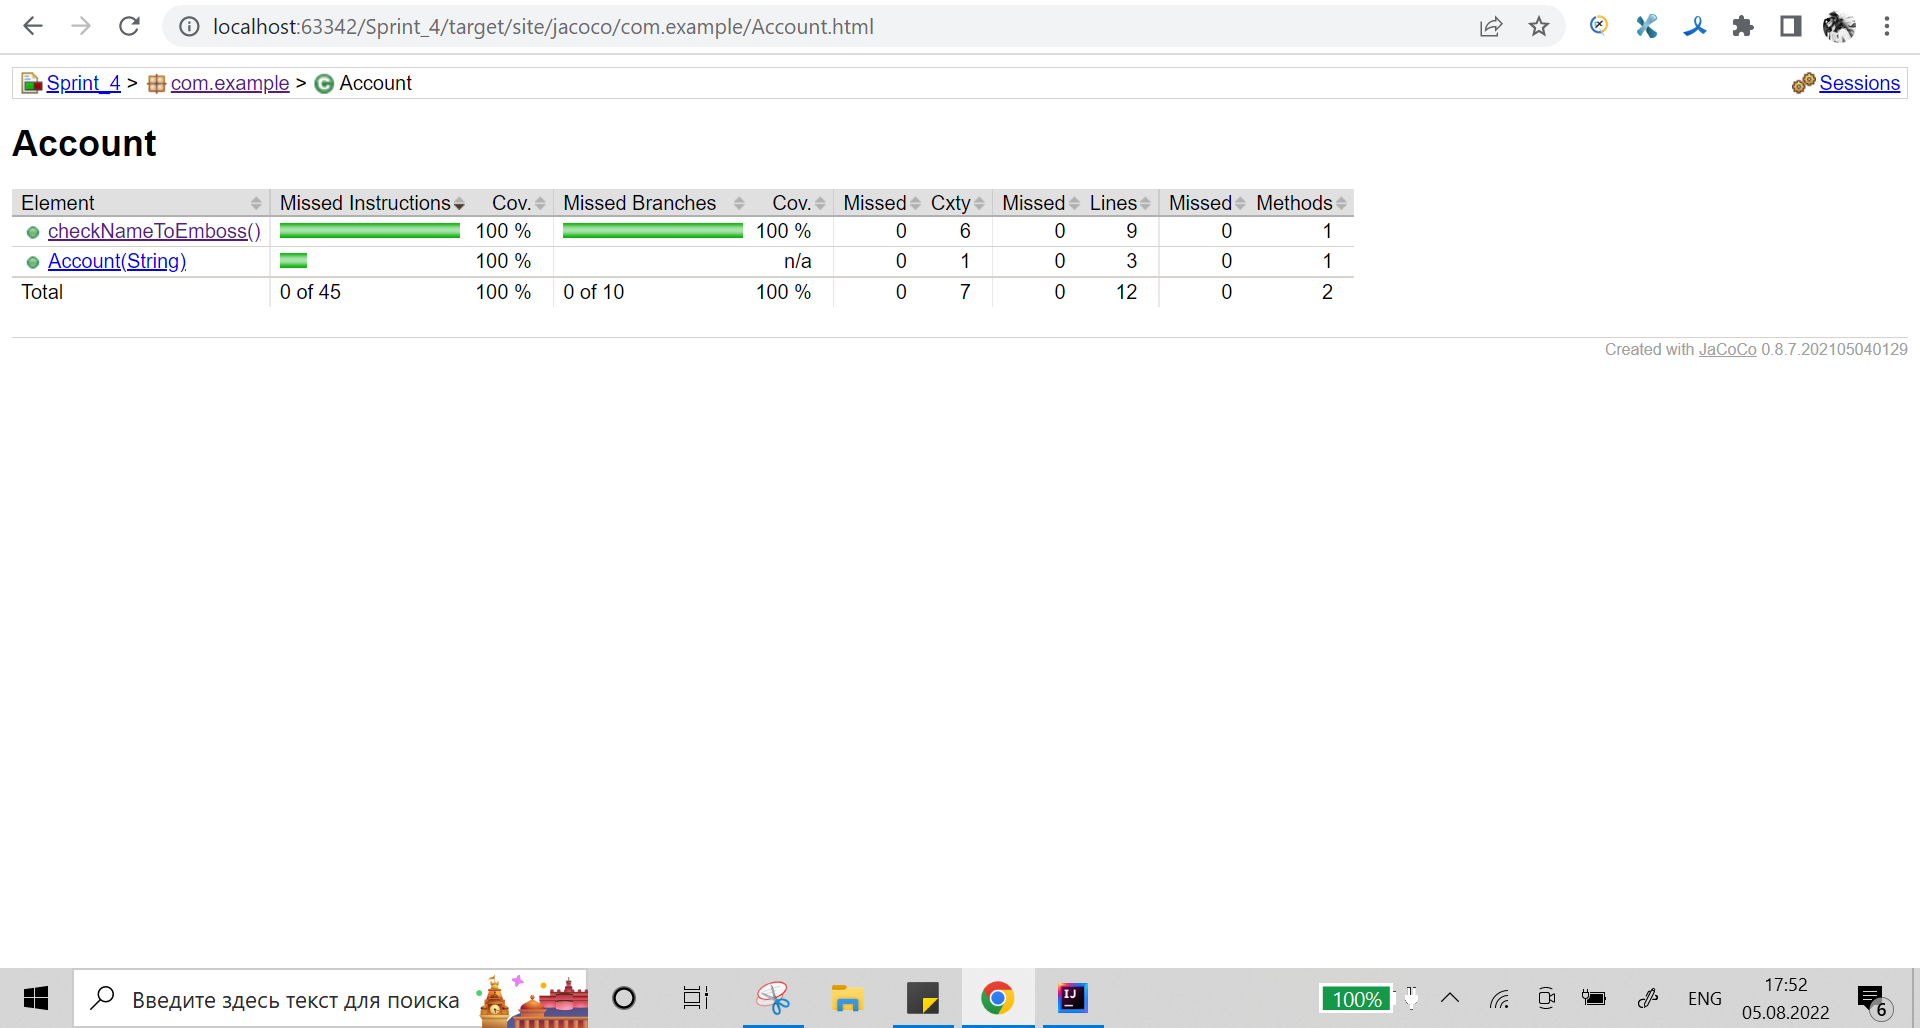 localhost:63342/Sprint_4/target/site/jacoco/com.example/Account.html
Sprint_4 > com.example > Account Sessions
Account
Element Missed Instructions Cov. Missed Branches Cov. Missed Cxty Missed Lines Missed Methods
checkNameToEmboss() 100 % 100 % 0 6 0 9 0 1
Account(String) 100 % n/a 0 1 0 3 0 1
Total 0 of 45 100 % 0 of 10 100 % 0 7 0 12 0 2
Created with JaCoCo 0.8.7.202105040129
Введите здесь текст для поиска
IJ
100%
ENG
17:52
05.08.2022
6